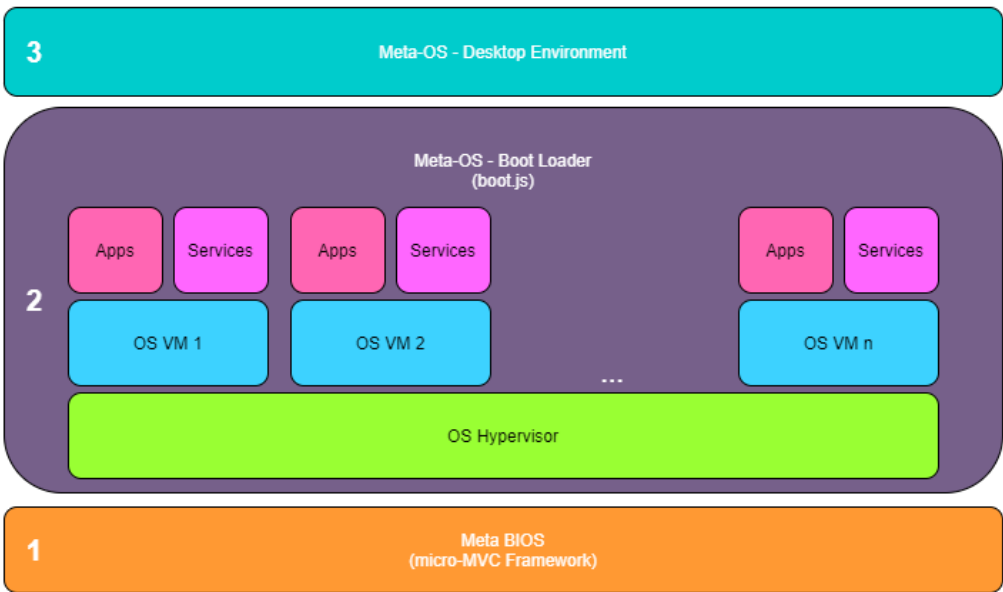 3
Meta-OS - Desktop Environment
Meta-OS - Boot Loader
(boot.js)
Apps
Services
Apps
Services
Apps
Services
2
OS VM 1
OS VM 2
...
OS VM n
OS Hypervisor
1
Meta BIOS
(micro-MVC Framework)